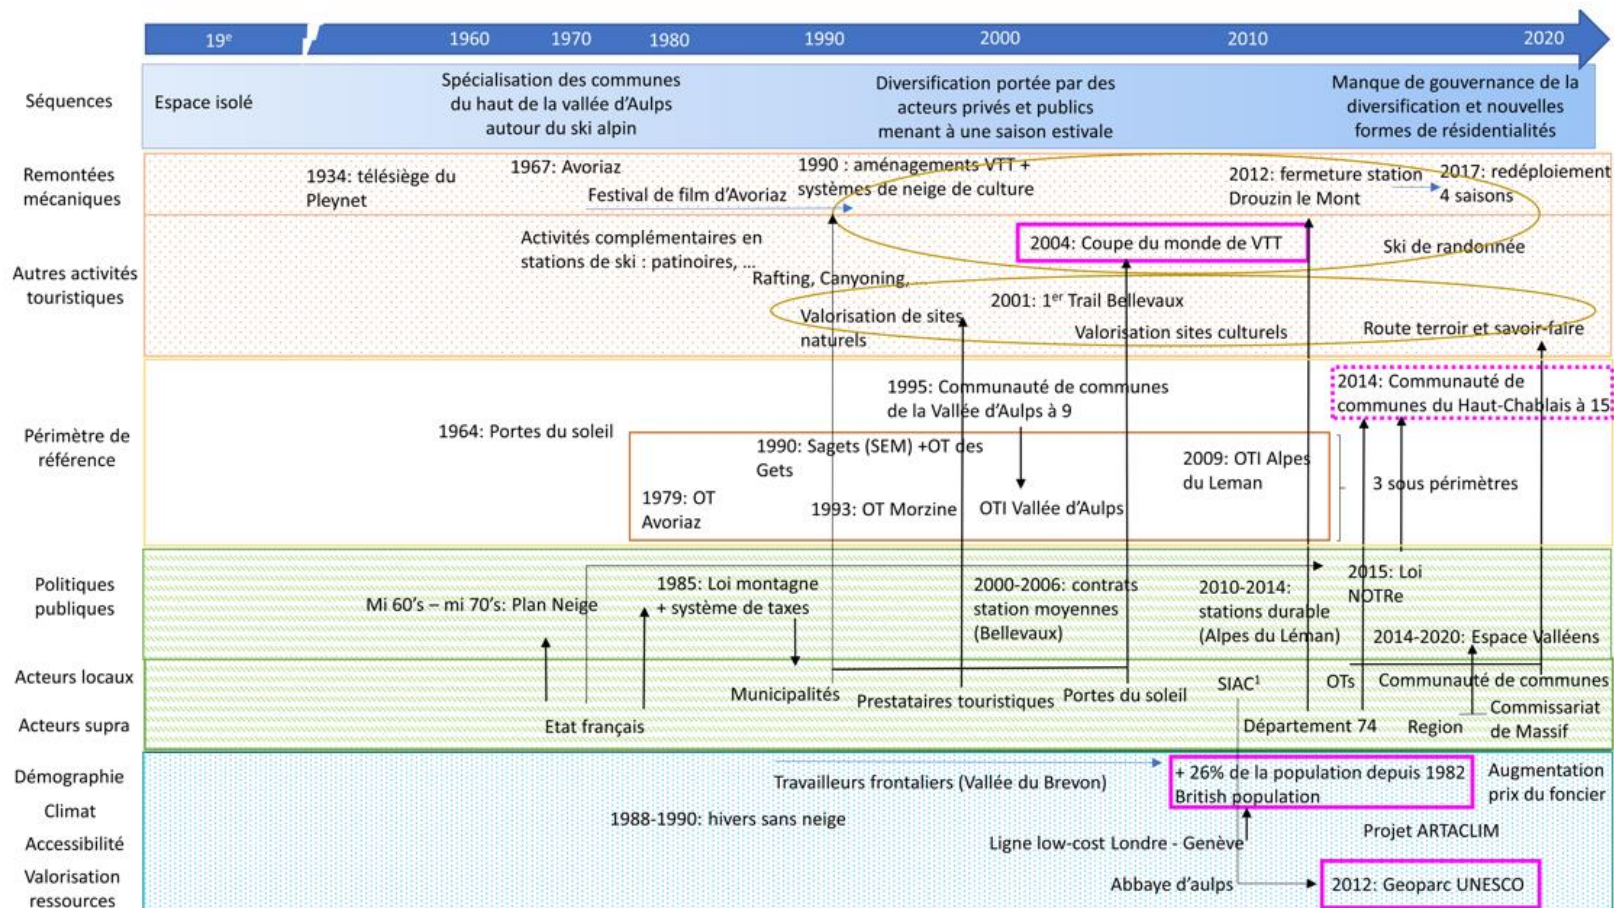 19e
1960
1970
1980
1990
2000
2010
2020
Séquences
Espace isolé
Spécialisation des communes
du haut de la vallée d'Aulps
autour du ski alpin
Diversification portée par des
acteurs privés et publics
menant à une saison estivale
Manque de gouvernance de la
diversification et nouvelles
formes de résidentialités
Remontées
mécaniques
1934: télésiège du
Pleynet
1967: Avoriaz
Festival de film d'Avoriaz
1990 : aménagements VTT +
systèmes de neige de culture
2012: fermeture station
Drouzin le Mont
2017: redéploiement
4 saisons
Autres activités
touristiques
Activités complémentaires en
stations de ski : patinoires, ...
2004: Coupe du monde de VTT
Ski de randonnée
Rafting, Canyoning, ...
2001: 1er Trail Bellevaux
Valorisation de sites
naturels
Valorisation sites culturels
Route terroir et savoir-faire
Périmètre de
référence
1964: Portes du soleil
1995: Communauté de communes
de la Vallée d'Aulps à 9
2014: Communauté de
communes du Haut-Chablais à 15
1990: Sagets (SEM) +OT des
Gets
2009: OTI Alpes
du Leman
3 sous périmètres
1979: OT
Avoriaz
1993: OT Morzine
OTI Vallée d'Aulps
Politiques
publiques
Mi 60's – mi 70's: Plan Neige
1985: Loi montagne
+ système de taxes
2000-2006: contrats
station moyennes
(Bellevaux)
2010-2014:
stations durable
(Alpes du Léman)
2015: Loi
NOTRe
2014-2020: Espace Valléens
Acteurs locaux
Municipalités
Prestataires touristiques
Portes du soleil
SIAC1
OTs
Communauté de communes
Acteurs supra
Etat français
Département 74
Region
Commissariat
de Massif
Démographie
Travailleurs frontaliers (Vallée du Brevon)
+ 26% de la population depuis 1982
British population
Augmentation
prix du foncier
Climat
1988-1990: hivers sans neige
Projet ARTACLIM
Accessibilité
Ligne low-cost Londre - Genève
Valorisation
ressources
Abbaye d'aulps
2012: Geoparc UNESCO